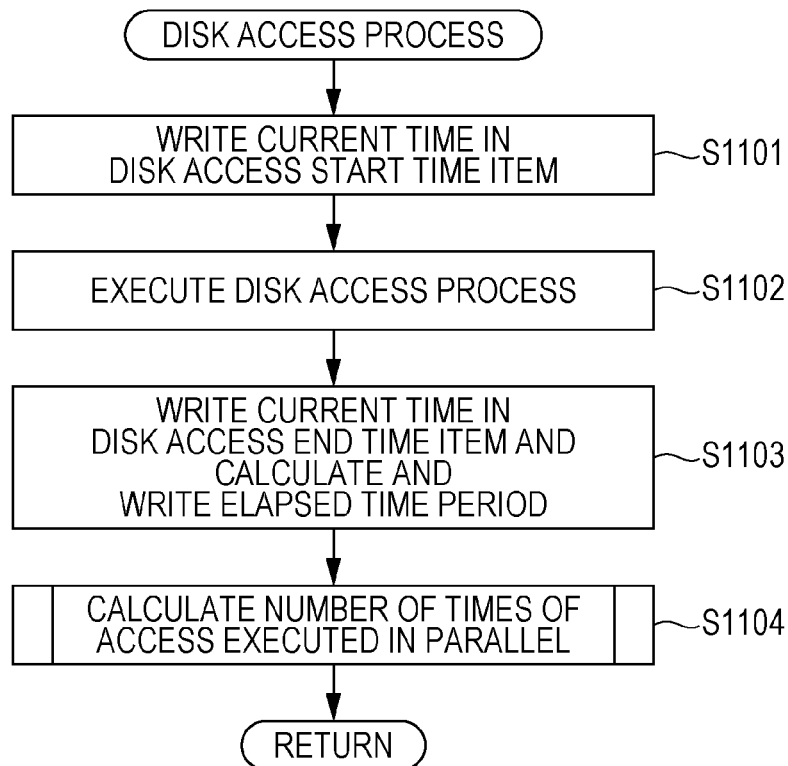 DISK ACCESS PROCESS
WRITE CURRENT TIME IN
DISK ACCESS START TIME ITEM
S1101
EXECUTE DISK ACCESS PROCESS
S1102
WRITE CURRENT TIME IN
DISK ACCESS END TIME ITEM AND
CALCULATE AND
WRITE ELAPSED TIME PERIOD
S1103
CALCULATE NUMBER OF TIMES OF
ACCESS EXECUTED IN PARALLEL
S1104
RETURN